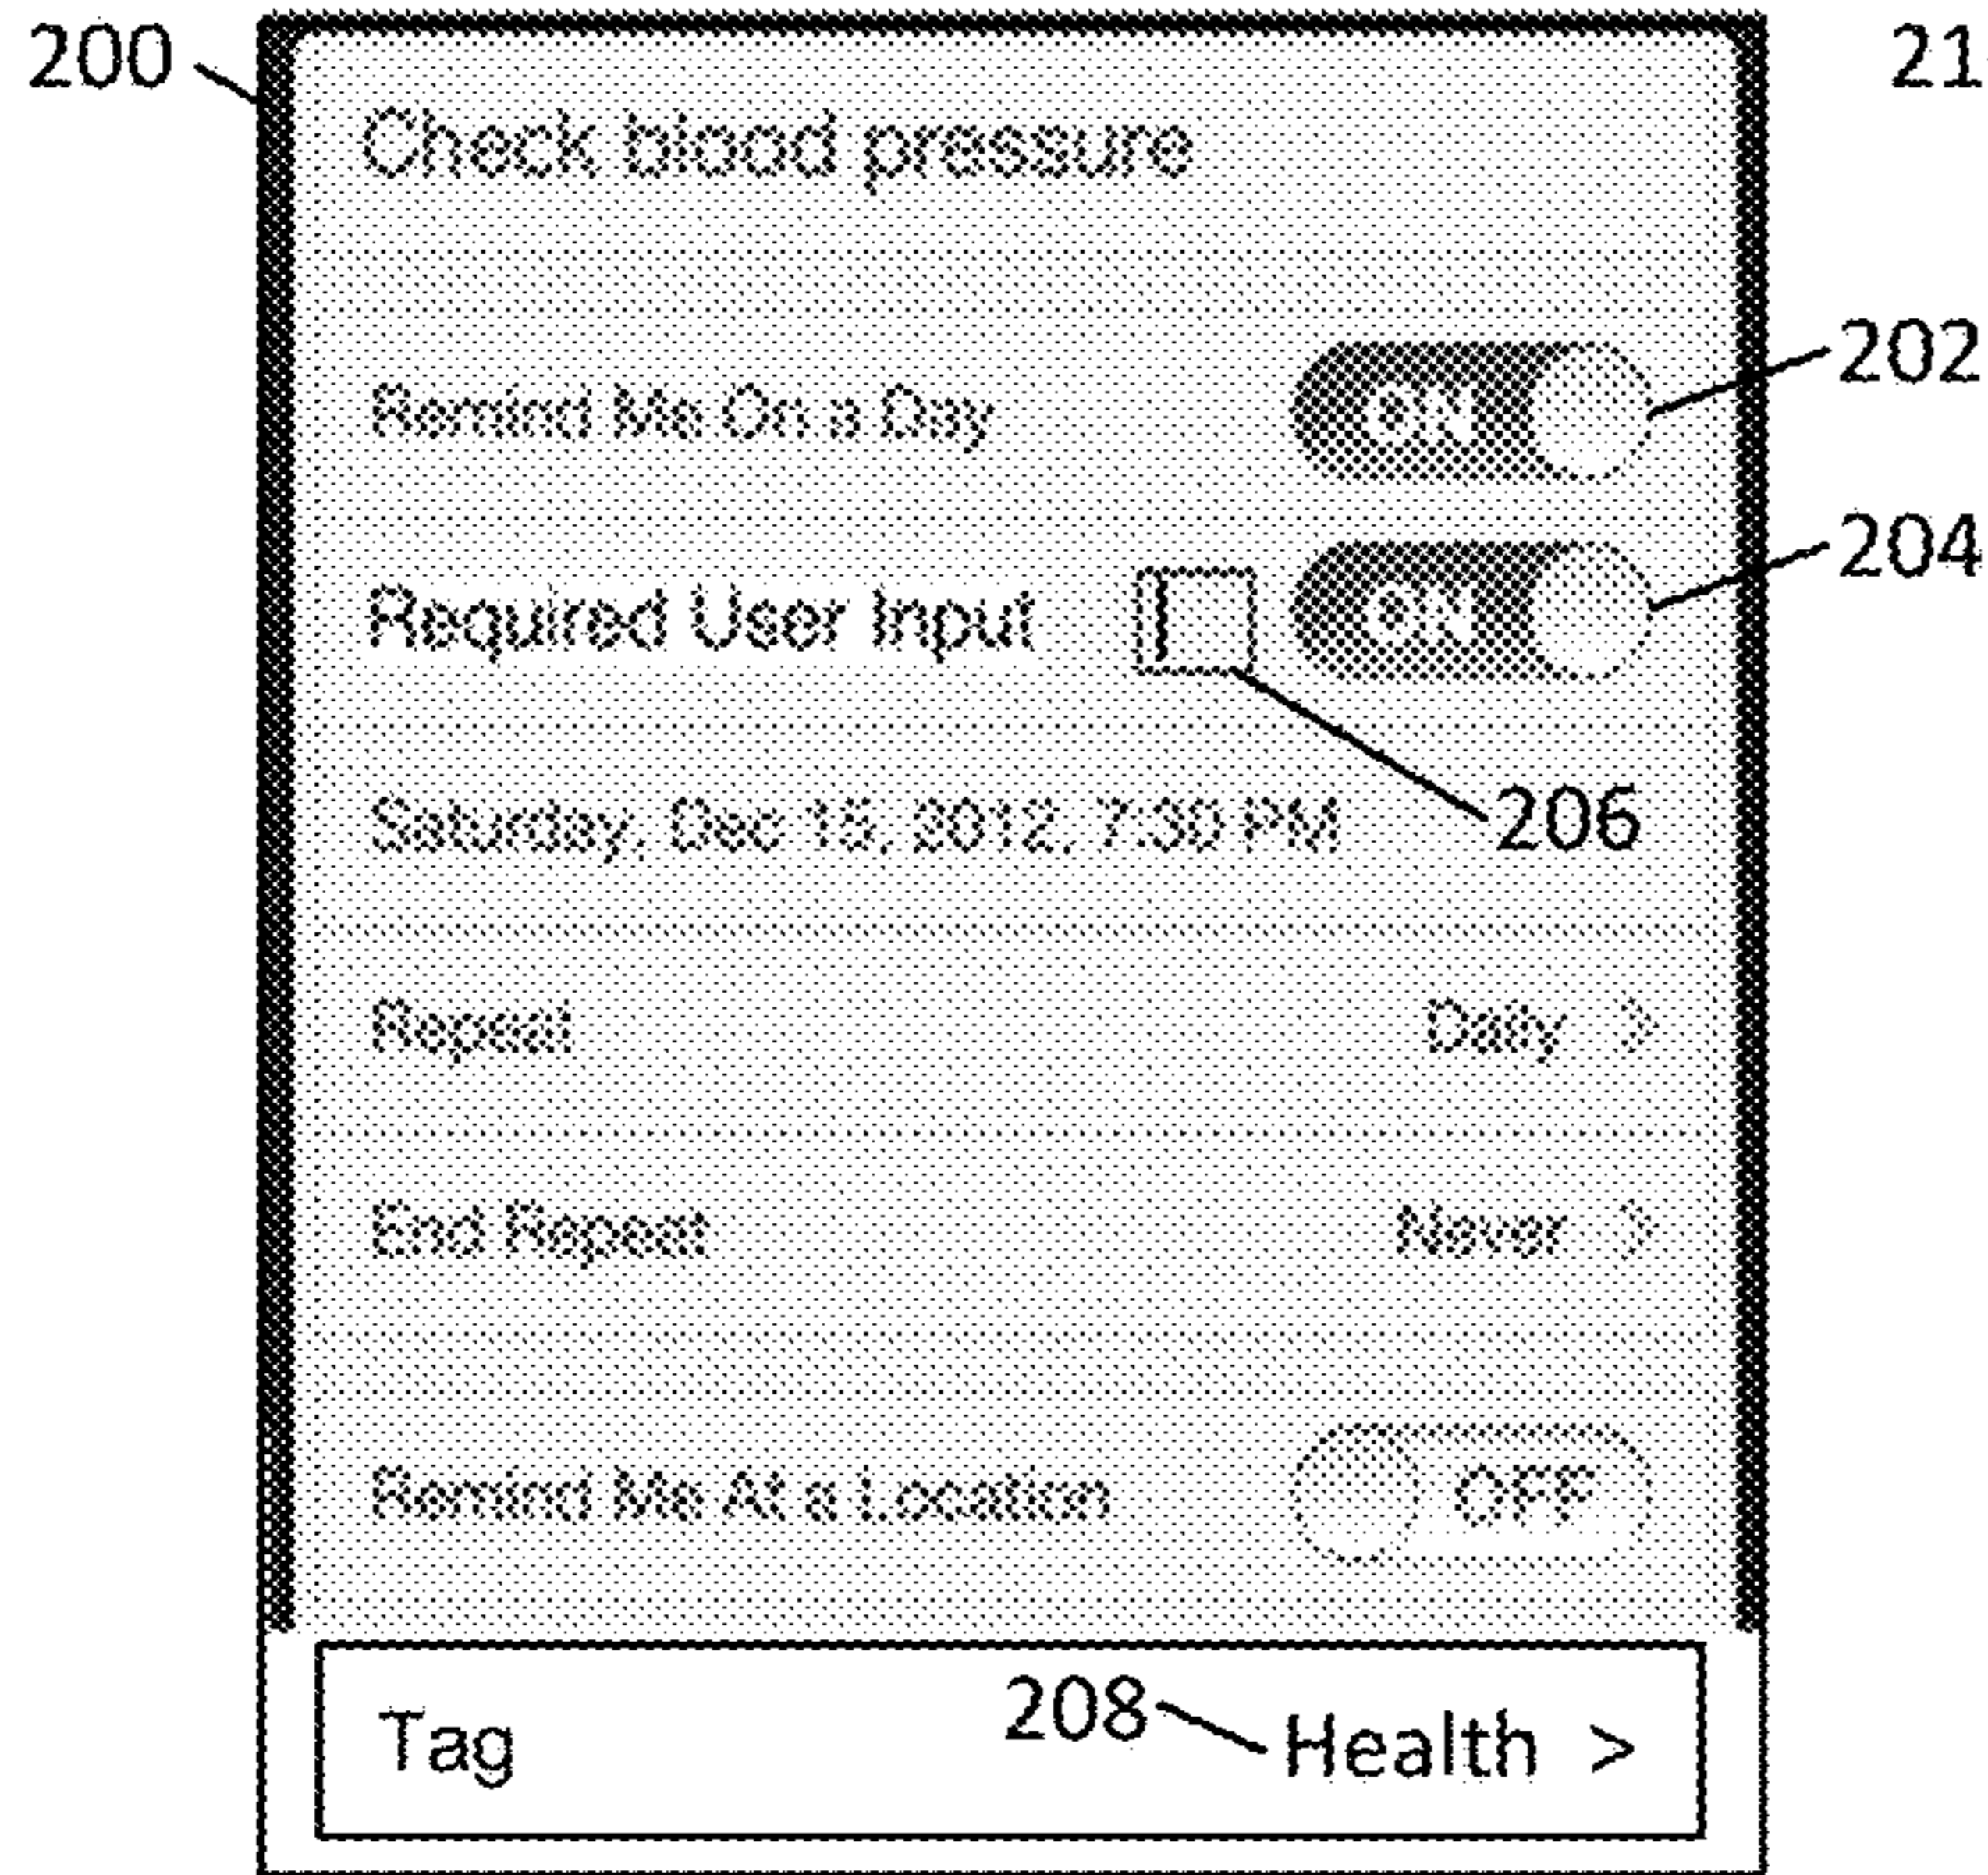 200
21
Check blood pressure
Remind Me On a Day ON 202
Required User Input ON 204
Saturday, Dec 15, 2012, 7:30 PM 206
Repeat Daily >
End Repeat Never >
Remind Me At a Location OFF
Tag 208 Health >